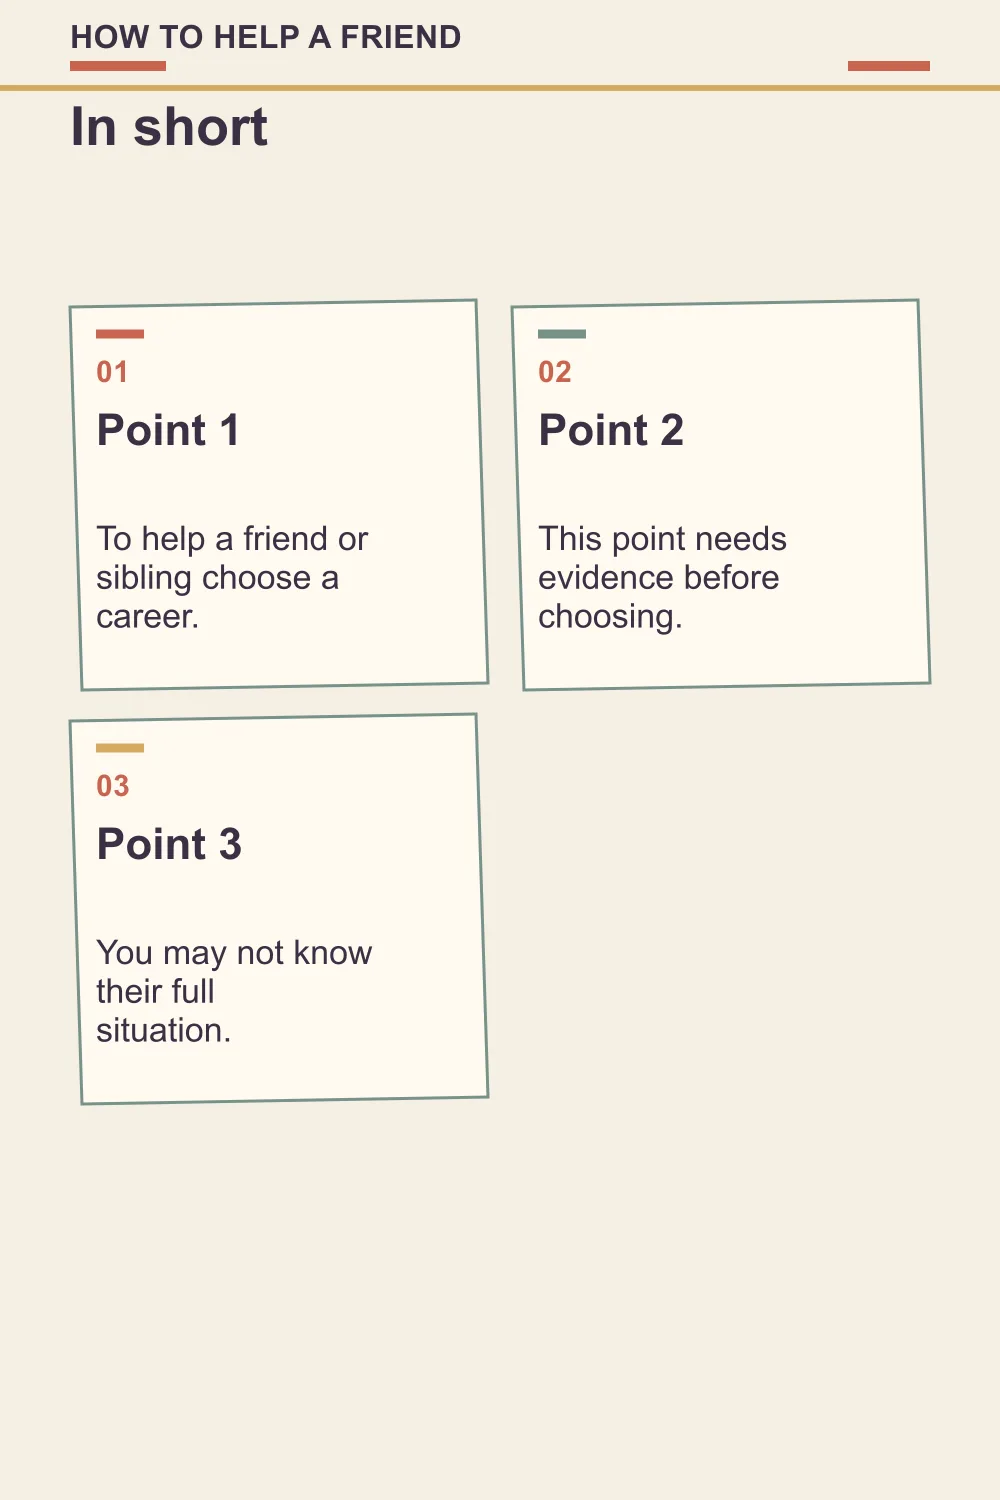 HOW TO HELP A FRIEND
In short
01
Point 1
To help a friend or
sibling choose a
career.
02
Point 2
This point needs
evidence before
choosing.
03
Point 3
You may not know
their full
situation.